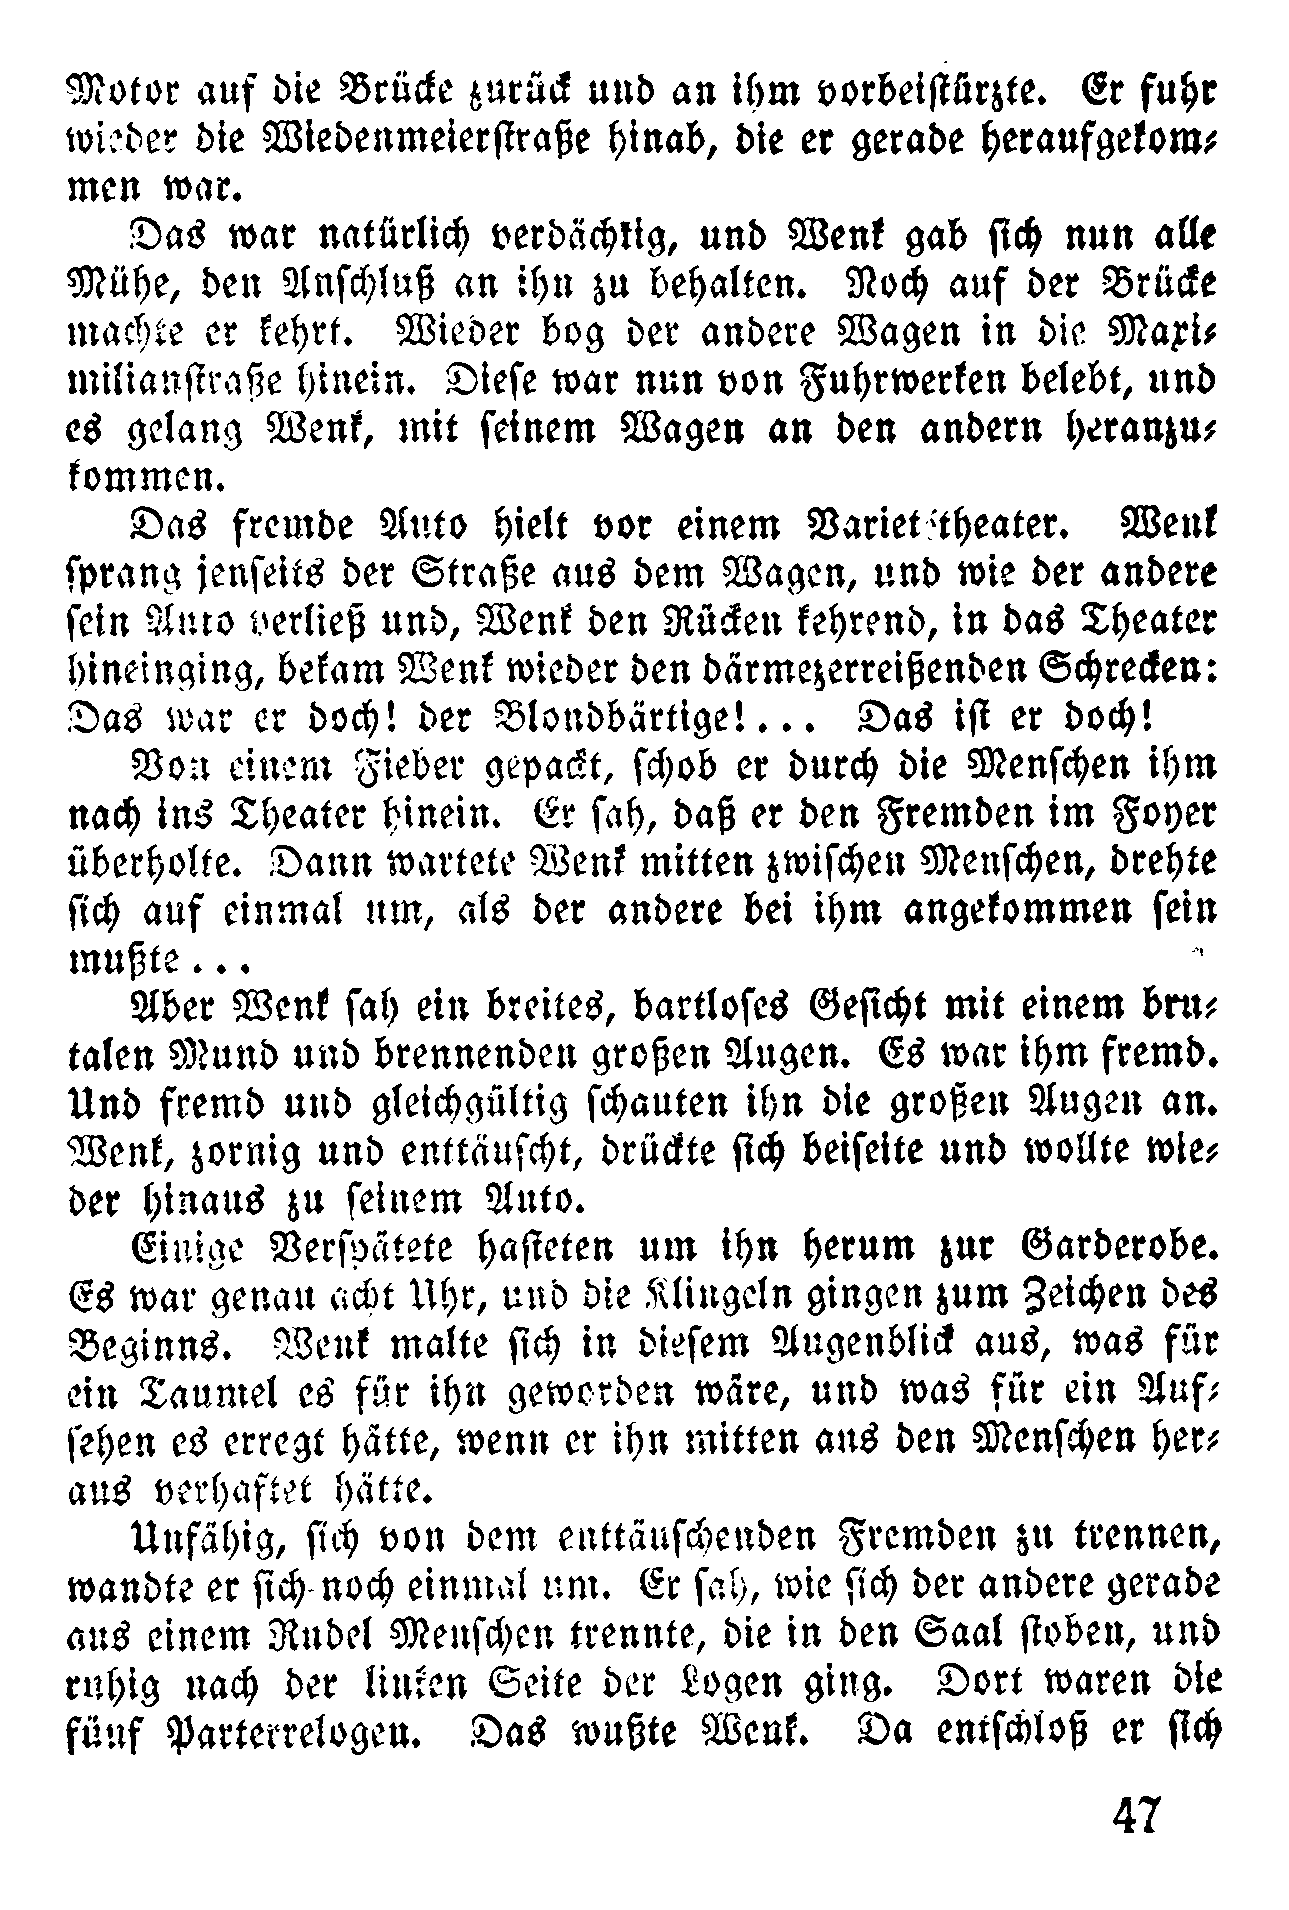 Motor auf die Brücke zurück und an ihm vorbeistürzte. Er fuhr
wieder die Wiedenmeierstraße hinab, die er gerade heraufgekom-
men war.
Das war natürlich verdächtig, und Wenk gab sich nun alle
Mühe, den Anschluß an ihn zu behalten. Noch auf der Brücke
machte er kehrt. Wieder bog der andere Wagen in die Maxi-
milianstraße hinein. Diese war nun von Fuhrwerken belebt, und
es gelang Wenk, mit seinem Wagen an den andern heranzu-
kommen.
Das fremde Auto hielt vor einem Varietétheater. Wenk
sprang jenseits der Straße aus dem Wagen, und wie der andere
sein Auto verließ und, Wenk den Rücken kehrend, in das Theater
hineinging, bekam Wenk wieder den därmezerreißenden Schrecken:
Das war er doch! der Blondbärtige!... Das ist er doch!
Von einem Fieber gepackt, schob er durch die Menschen ihm
nach ins Theater hinein. Er sah, daß er den Fremden im Foyer
überholte. Dann wartete Wenk mitten zwischen Menschen, drehte
sich auf einmal um, als der andere bei ihm angekommen sein
mußte...
Aber Wenk sah ein breites, bartloses Gesicht mit einem bru-
talen Mund und brennenden großen Augen. Es war ihm fremd.
Und fremd und gleichgültig schauten ihn die großen Augen an.
Wenk, zornig und enttäuscht, drückte sich beiseite und wollte wie-
der hinaus zu seinem Auto.
Einige Verspätete hasteten um ihn herum zur Garderobe.
Es war genau acht Uhr, und die Klingeln gingen zum Zeichen des
Beginns. Wenk malte sich in diesem Augenblick aus, was für
ein Taumel es für ihn geworden wäre, und was für ein Auf-
sehen es erregt hätte, wenn er ihn mitten aus den Menschen her-
aus verhaftet hätte.
Unfähig, sich von dem enttäuschenden Fremden zu trennen,
wandte er sich noch einmal um. Er sah, wie sich der andere gerade
aus einem Rudel Menschen trennte, die in den Saal stoben, und
ruhig nach der linken Seite der Logen ging. Dort waren die
fünf Parterrelogen. Das wußte Wenk. Da entschloß er sich
47